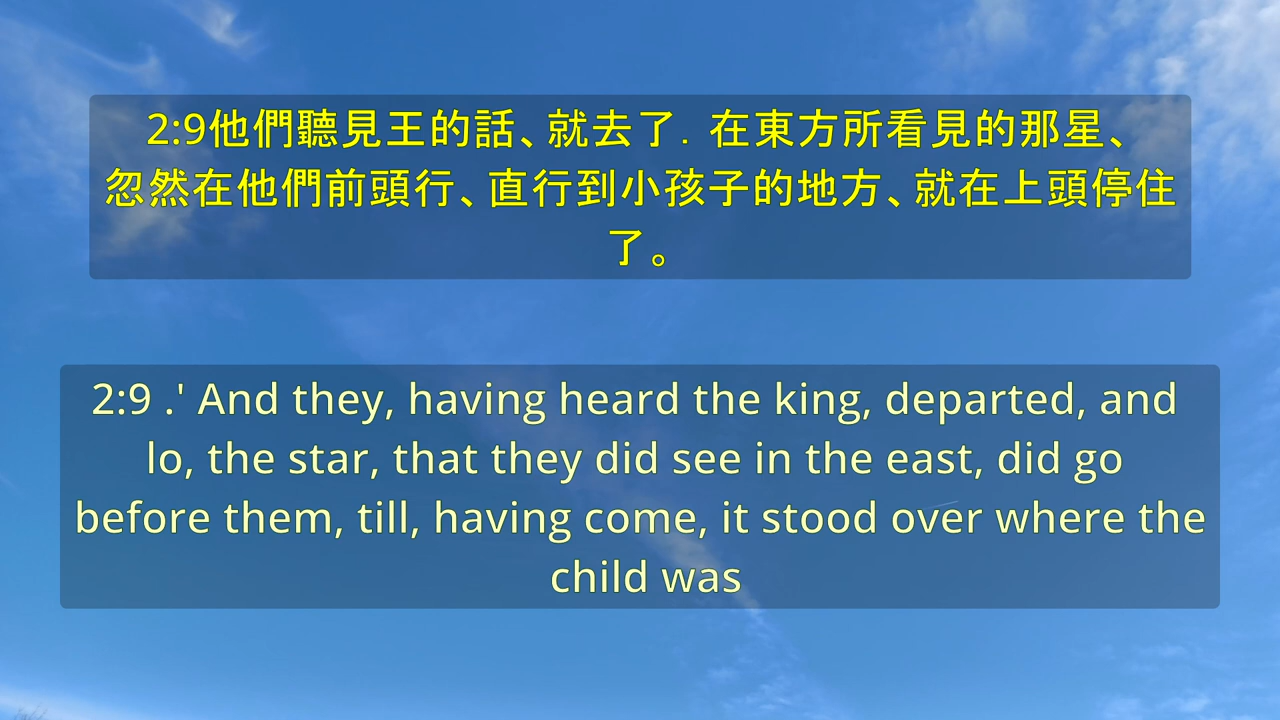 2:9他們聽見王的話、就去了．在東方所看見的那星、
忽然在他們前頭行、直行到小孩子的地方、就在上頭停住
了。
2:9 .' And they, having heard the king, departed, and
lo, the star, that they did see in the east, did go
before them, till, having come, it stood over where the
child was